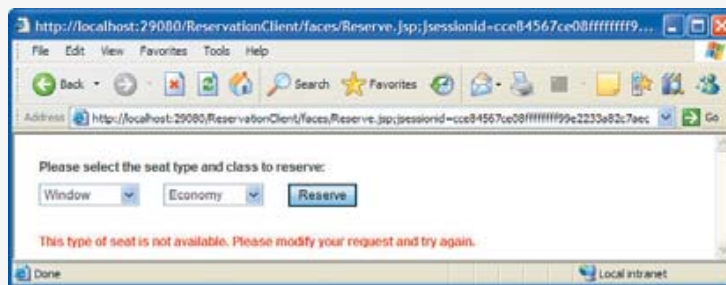 http://localhost:29080/ReservationClient/faces/Reserve.jsp;jsessionid=cce84567ce08ffffffff9...
File Edit View Favorites Tools Help
Back Search Favorites
Address http://localhost:29080/ReservationClient/faces/Reserve.jsp;jsessionid=cce84567ce08ffffffff99e2233a82c7aec Go
Please select the seat type and class to reserve:
Window Economy Reserve
This type of seat is not available. Please modify your request and try again.
Done Local intranet